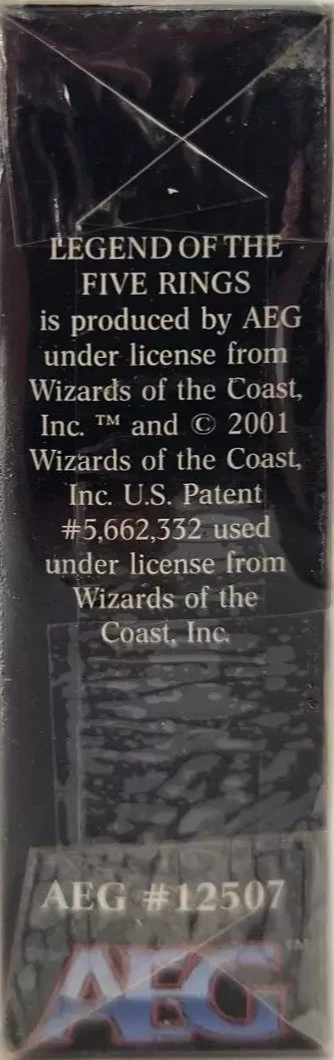 LEGEND OF THE
FIVE RINGS
is produced by AEG
under license from
Wizards of the Coast,
Inc. ™ and © 2001
Wizards of the Coast,
Inc. U.S. Patent
#5,662,332 used
under license from
Wizards of the
Coast, Inc.
AEG #12507
AEG ™